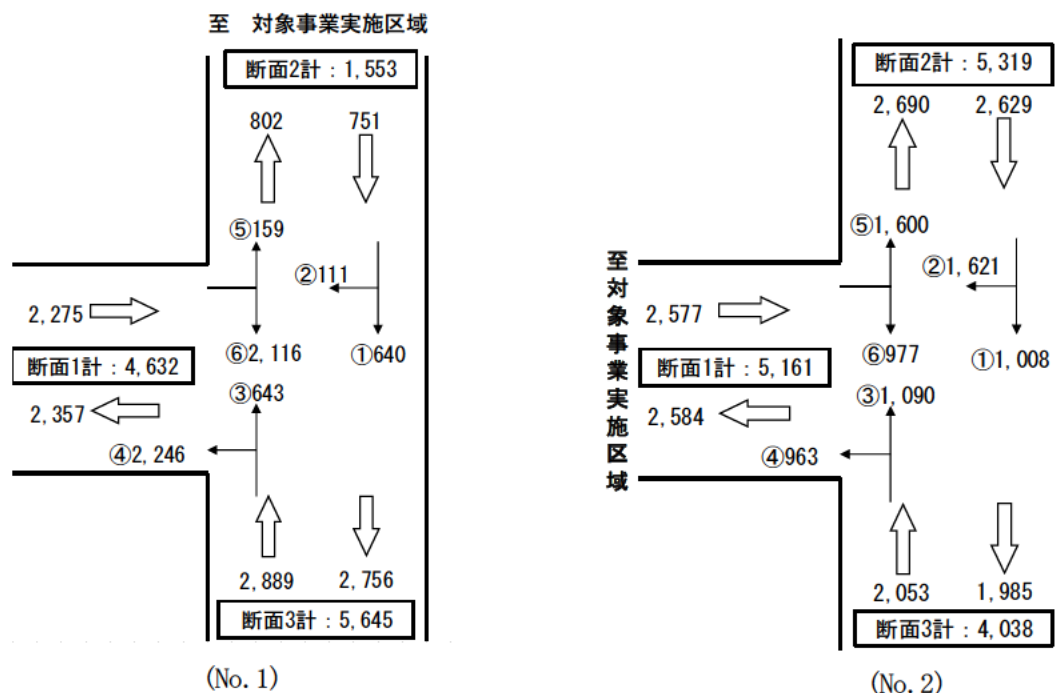 至 対象事業実施区域
断面2計：1,553
802 751
⑤159
②111
2,275
⑥2,116 ①640
断面1計：4,632
③643
2,357
④2,246
2,889 2,756
断面3計：5,645
(No.1)
断面2計：5,319
2,690 2,629
⑤1,600
②1,621
至対象事業実施区域
2,577
⑥977 ①1,008
断面1計：5,161
③1,090
2,584
④963
2,053 1,985
断面3計：4,038
(No.2)